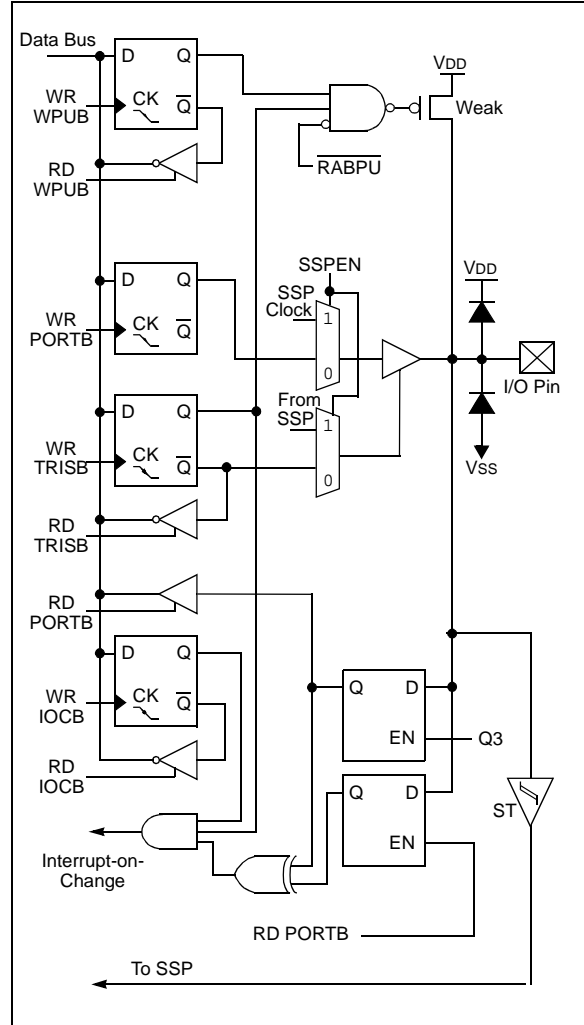 Data Bus
D Q
VDD
WR
WPUB
CK
Q
Weak
RD
WPUB
RABPU
SSPEN
D Q
SSP
Clock
1
VDD
WR
PORTB
CK
Q
0
I/O Pin
D Q
From
SSP
1
WR
TRISB
CK
Q
0
VSS
RD
TRISB
RD
PORTB
D Q
Q D
WR
IOCB
CK
Q
EN
Q3
RD
IOCB
Q D
ST
Interrupt-on-
Change
EN
RD PORTB
To SSP